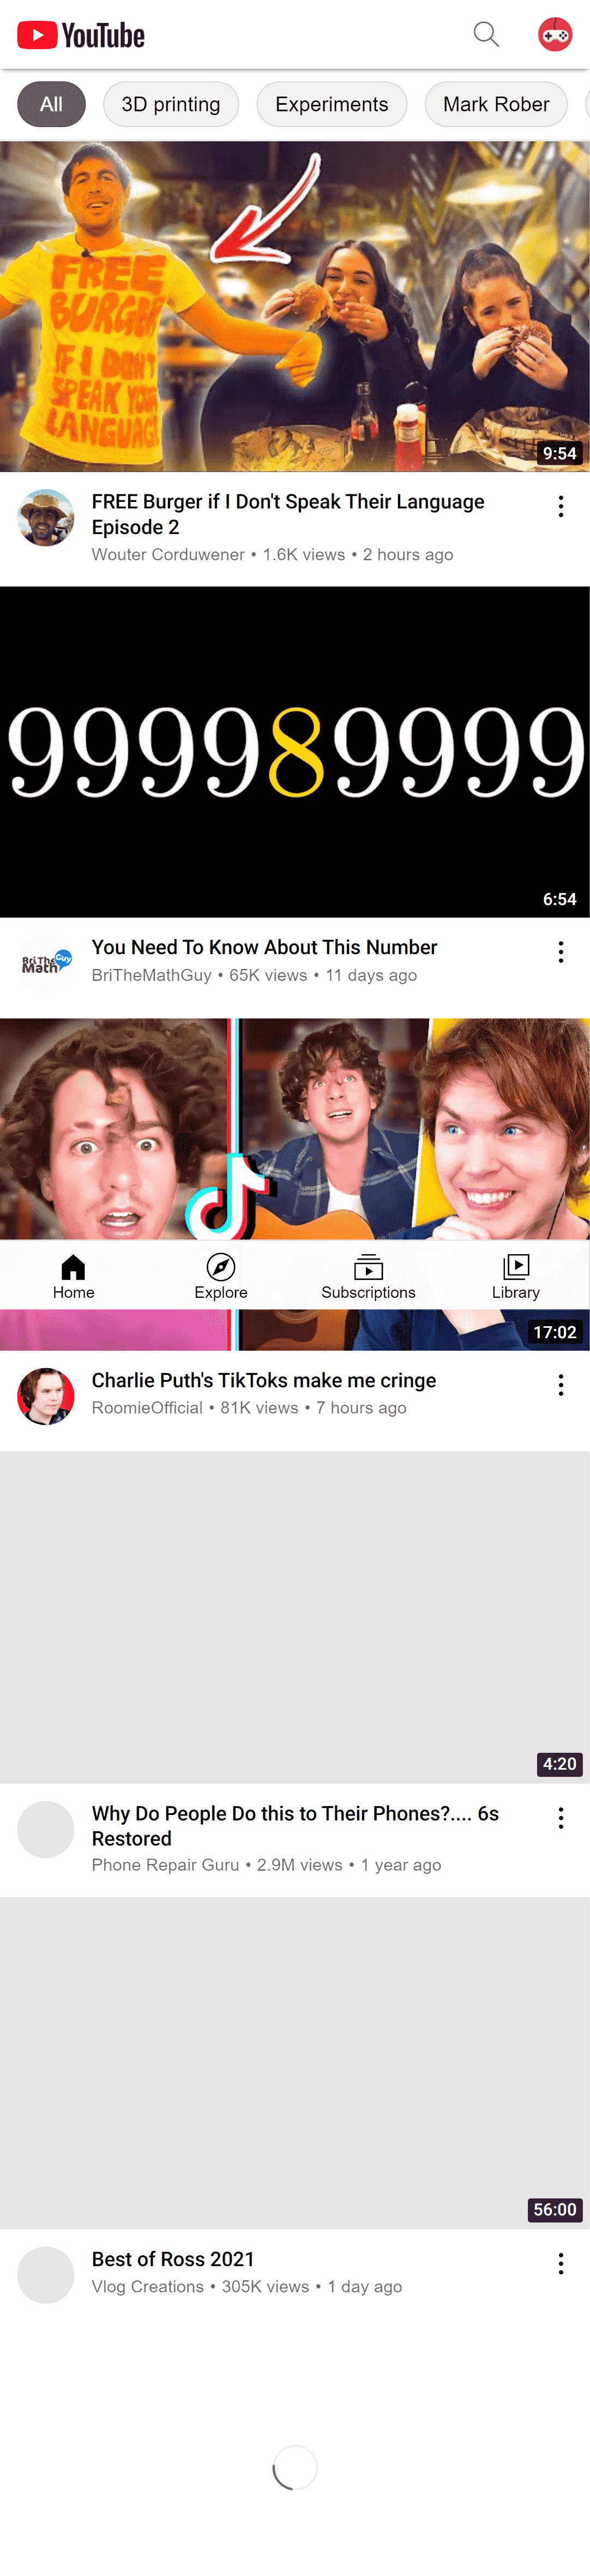 YouTube
All
3D printing
Experiments
Mark Rober
FREE
BURGER
IF I DON'T
SPEAK YOUR
LANGUAGE
9:54
FREE Burger if I Don't Speak Their Language
Episode 2
Wouter Corduwener • 1.6K views • 2 hours ago
999989999
6:54
BriThe
Math
Guy
You Need To Know About This Number
BriTheMathGuy • 65K views • 11 days ago
Home
Explore
Subscriptions
Library
17:02
Charlie Puth's TikToks make me cringe
RoomieOfficial • 81K views • 7 hours ago
4:20
Why Do People Do this to Their Phones?.... 6s
Restored
Phone Repair Guru • 2.9M views • 1 year ago
56:00
Best of Ross 2021
Vlog Creations • 305K views • 1 day ago